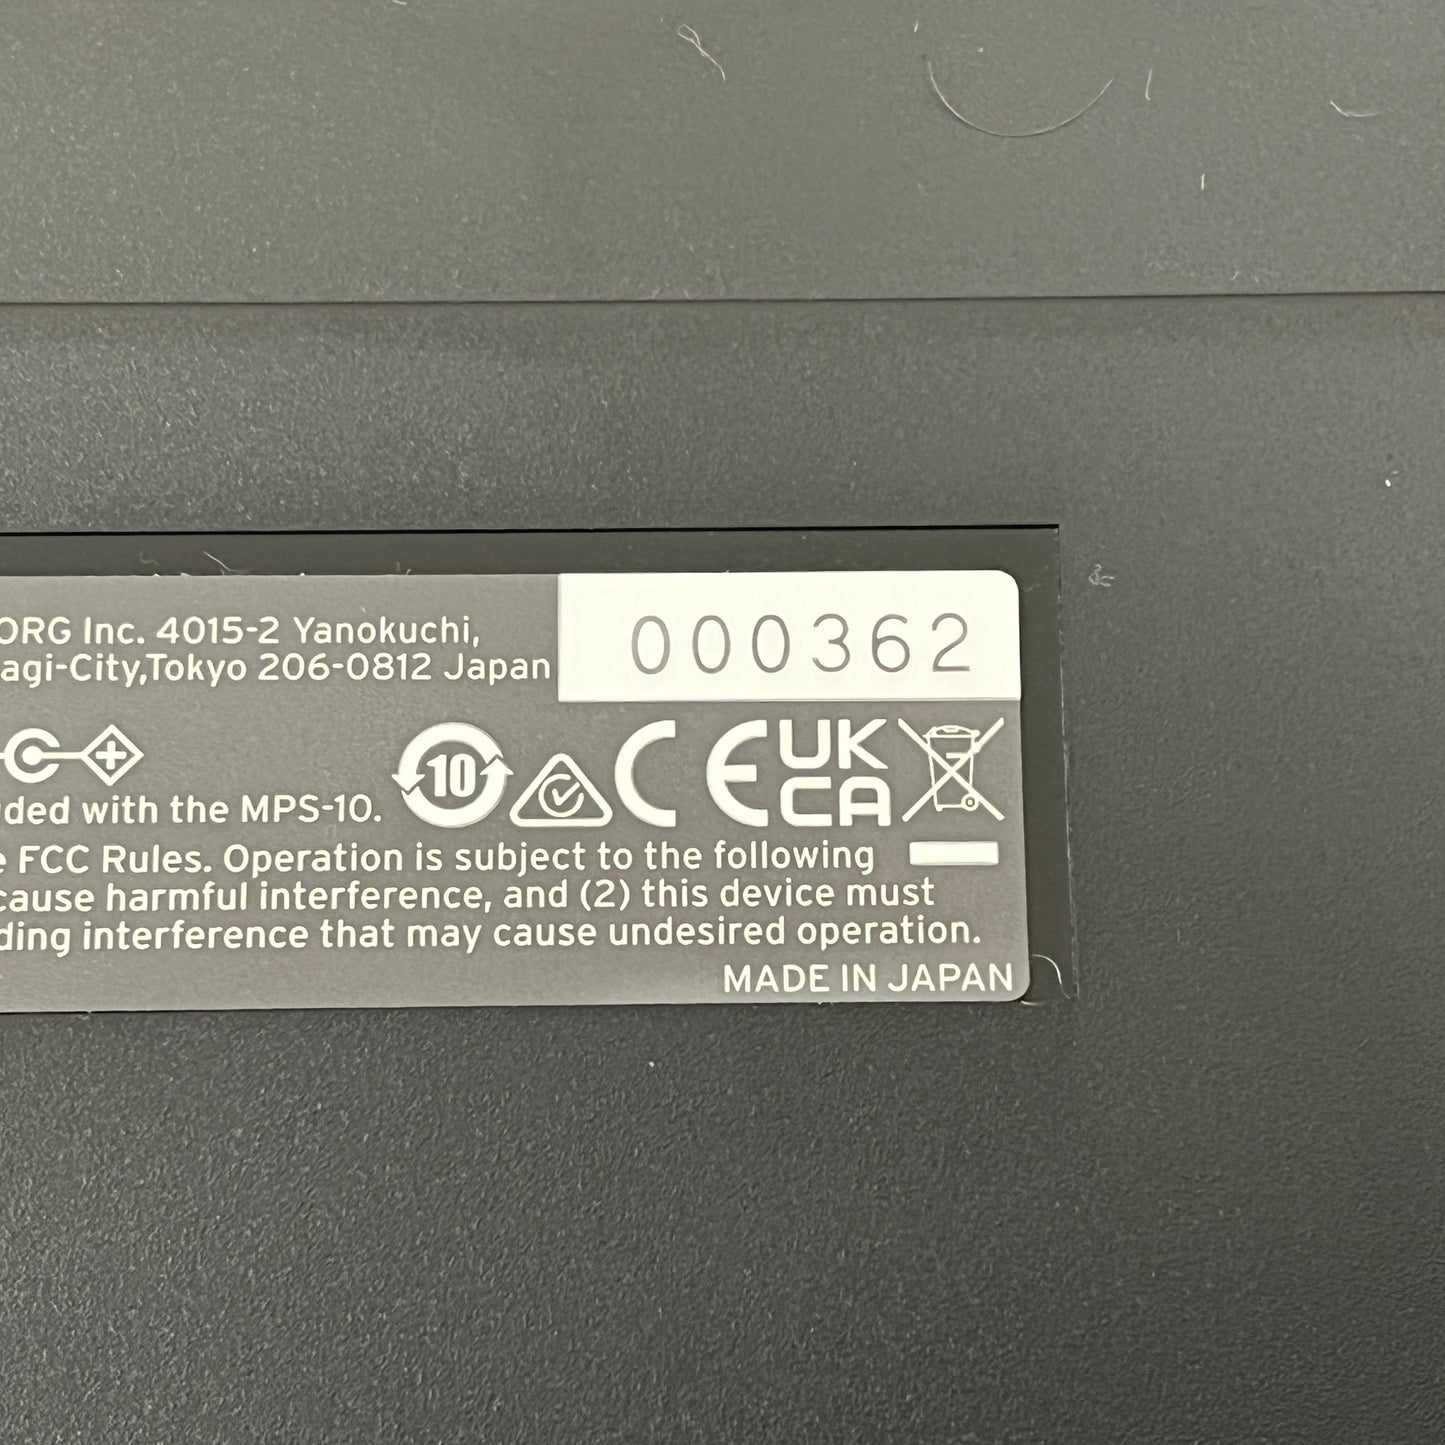 ORG Inc. 4015-2 Yanokuchi,
agi-City,Tokyo 206-0812 Japan
000362
10
CE
UK
CA
ded with the MPS-10.
e FCC Rules. Operation is subject to the following
cause harmful interference, and (2) this device must
ding interference that may cause undesired operation.
MADE IN JAPAN